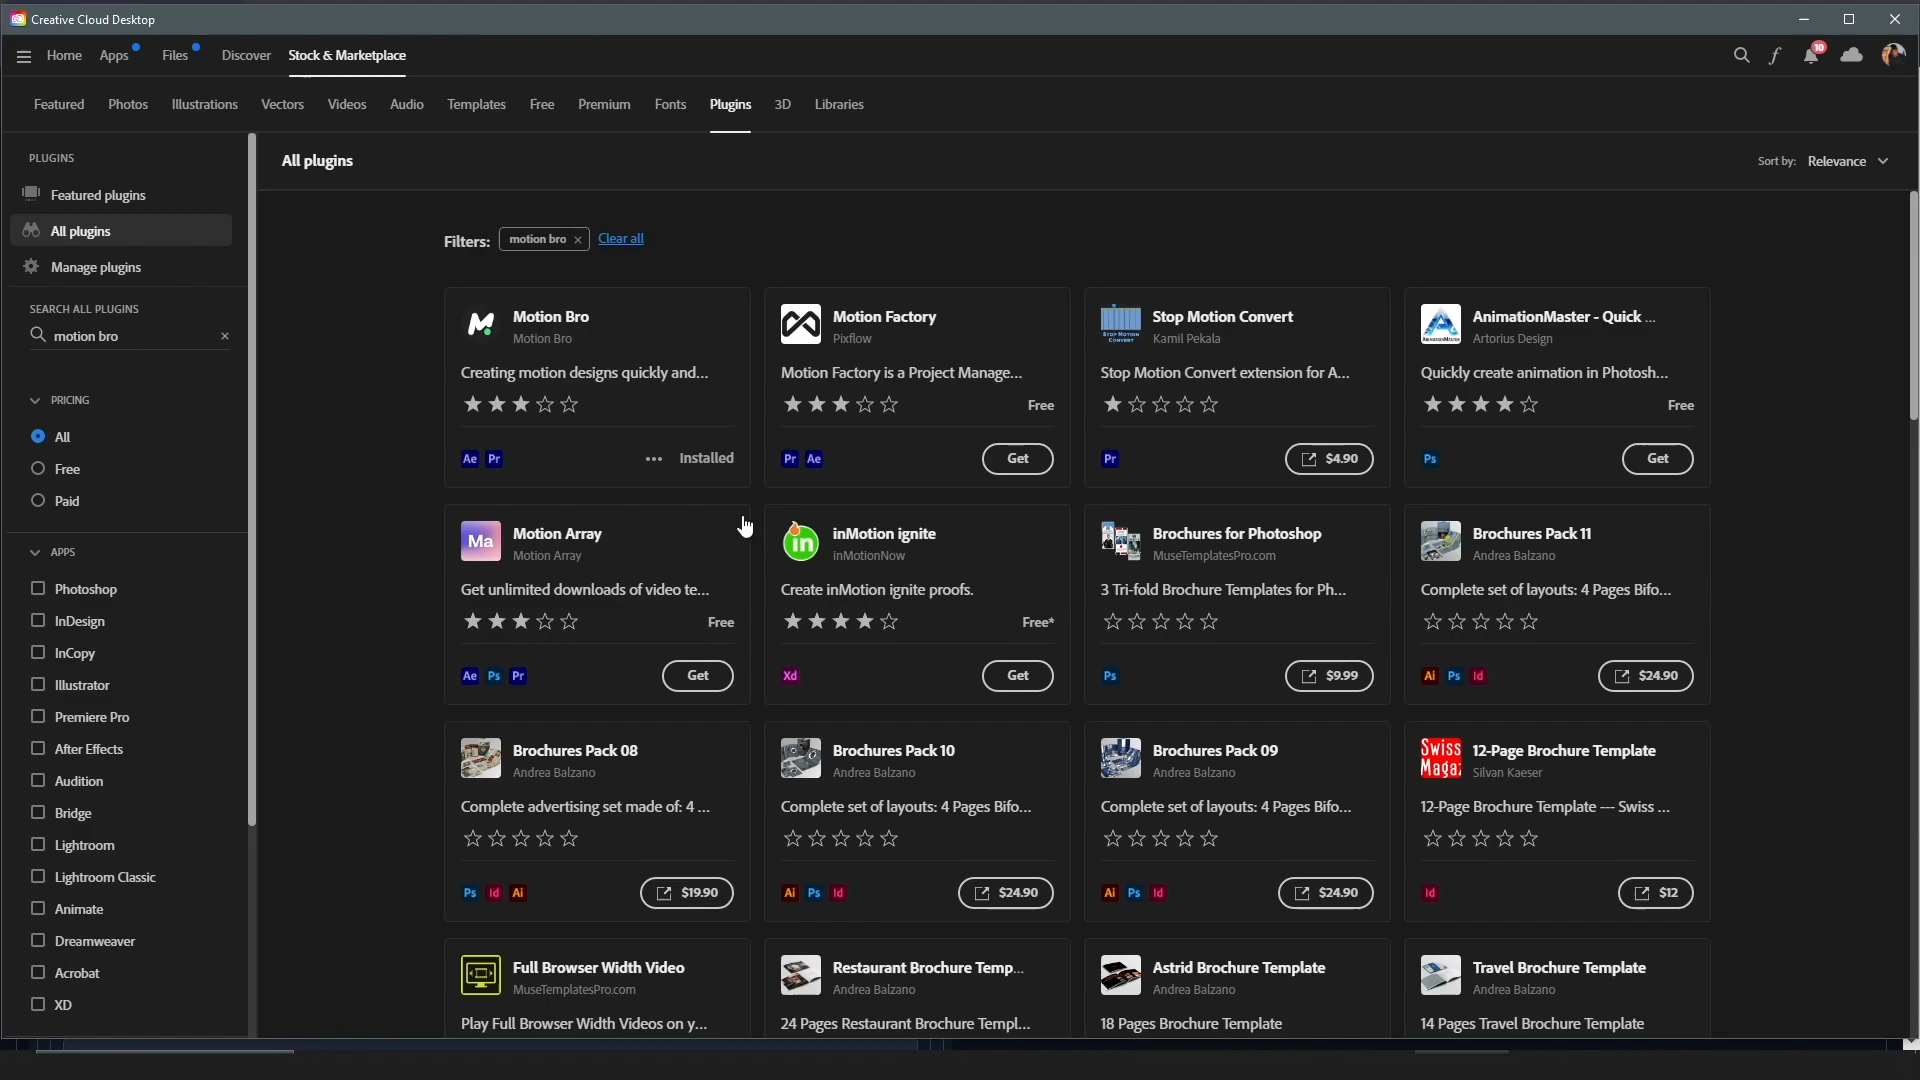 Creative Cloud Desktop
Home Apps Files Discover Stock & Marketplace
10
Featured Photos Illustrations Vectors Videos Audio Templates Free Premium Fonts Plugins 3D Libraries
PLUGINS
Featured plugins
All plugins
Manage plugins
SEARCH ALL PLUGINS
motion bro
PRICING
All
Free
Paid
APPS
Photoshop
InDesign
InCopy
Illustrator
Premiere Pro
After Effects
Audition
Bridge
Lightroom
Lightroom Classic
Animate
Dreamweaver
Acrobat
XD
All plugins
Sort by: Relevance
Filters: motion bro Clear all
Motion Bro
Motion Bro
Creating motion designs quickly and...
Ae Pr
Installed
Motion Factory
Pixflow
Motion Factory is a Project Manage...
Free
Pr Ae
Get
STOP MOTION
CONVERT
Stop Motion Convert
Kamil Pekala
Stop Motion Convert extension for A...
Pr
$4.90
ANIMATIONMASTER
AnimationMaster - Quick ...
Artorius Design
Quickly create animation in Photosh...
Free
Ps
Get
Ma
Motion Array
Motion Array
Get unlimited downloads of video te...
Free
Ae Ps Pr
Get
in
inMotion ignite
inMotionNow
Create inMotion ignite proofs.
Free*
Xd
Get
Brochures for Photoshop
MuseTemplatesPro.com
3 Tri-fold Brochure Templates for Ph...
Ps
$9.99
Brochures Pack 11
Andrea Balzano
Complete set of layouts: 4 Pages Bifo...
Ai Ps Id
$24.90
Brochures Pack 08
Andrea Balzano
Complete advertising set made of: 4 ...
Ps Id Ai
$19.90
Brochures Pack 10
Andrea Balzano
Complete set of layouts: 4 Pages Bifo...
Ai Ps Id
$24.90
Brochures Pack 09
Andrea Balzano
Complete set of layouts: 4 Pages Bifo...
Ai Ps Id
$24.90
Swiss
Magaz
12-Page Brochure Template
Silvan Kaeser
12-Page Brochure Template --- Swiss ...
Id
$12
Full Browser Width Video
MuseTemplatesPro.com
Play Full Browser Width Videos on y...
Restaurant Brochure Temp...
Andrea Balzano
24 Pages Restaurant Brochure Templ...
Astrid Brochure Template
Andrea Balzano
18 Pages Brochure Template
Travel Brochure Template
Andrea Balzano
14 Pages Travel Brochure Template